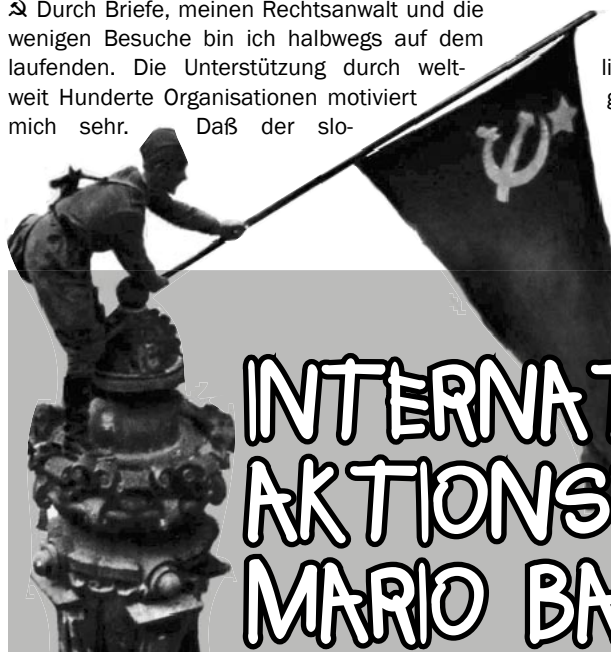 ☭ Durch Briefe, meinen Rechtsanwalt und die
wenigen Besuche bin ich halbwegs auf dem
laufenden. Die Unterstützung durch welt-
weit Hunderte Organisationen motiviert
mich sehr. Daß der slo-
li
g
INTERNAT
AKTIONS
MARIO BA